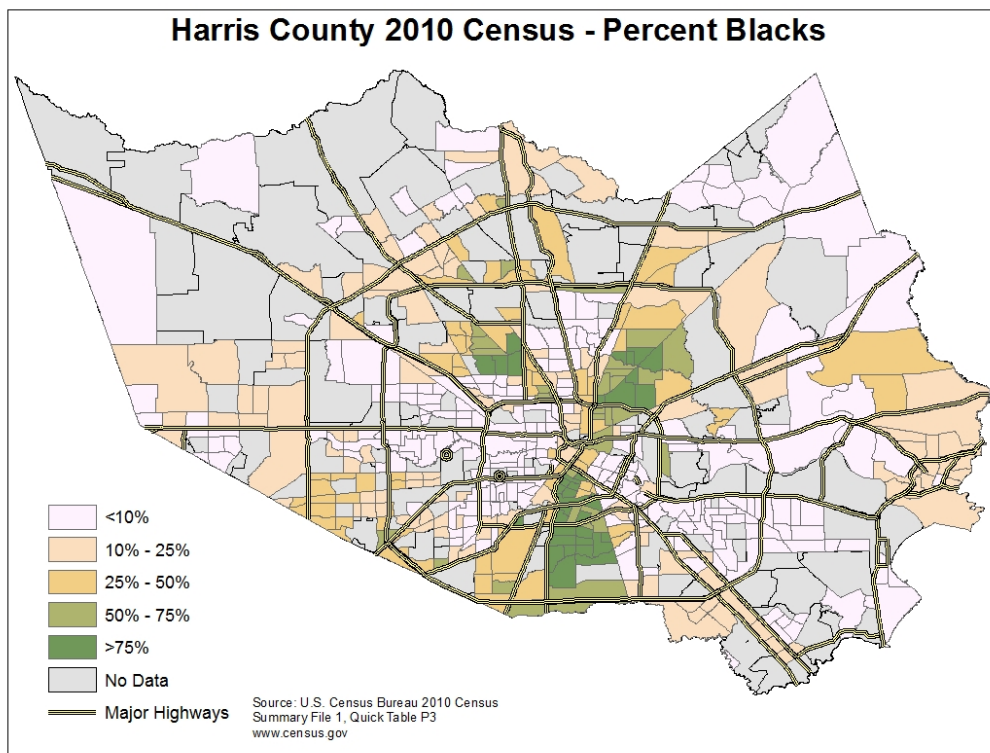 Harris County 2010 Census - Percent Blacks
<10%
10% - 25%
25% - 50%
50% - 75%
>75%
No Data
Major Highways
Source: U.S. Census Bureau 2010 Census
Summary File 1, Quick Table P3
www.census.gov